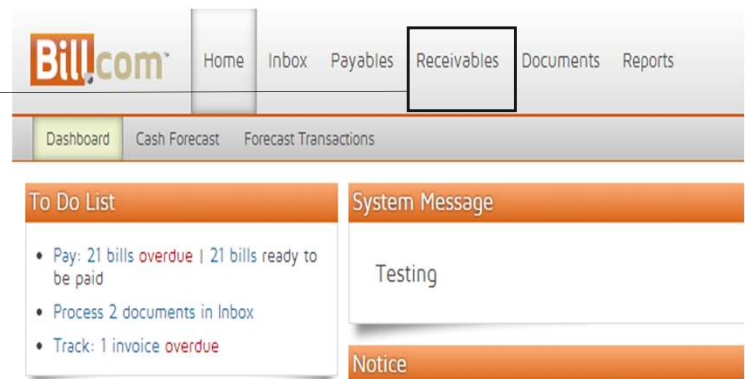 Bill.com™ Home Inbox Payables Receivables Documents Reports
Dashboard Cash Forecast Forecast Transactions
To Do List
• Pay: 21 bills overdue | 21 bills ready to
be paid
• Process 2 documents in Inbox
• Track: 1 invoice overdue
System Message
Testing
Notice